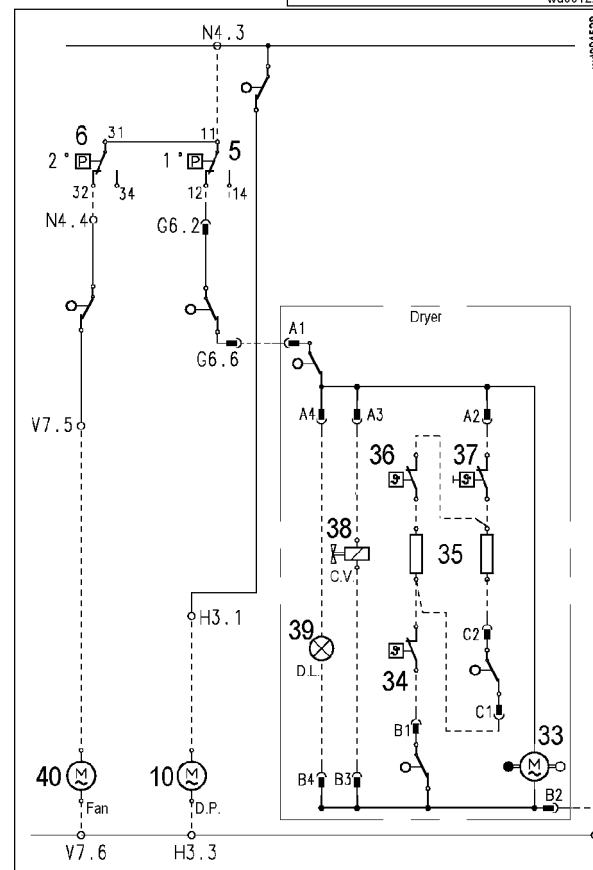 N4.3
6 31 11 5
2° P 1° P
32 34 12 14
N4.4 G6.2
Dryer
A1
G6.6
A4 A3 A2
V7.5
36 37
38 35
C.V.
H3.1
39 C2
D.L.
34
C1
B1 33
40 M 10 M M
B4 B3 B2
Fan D.P.
V7.6 H3.3